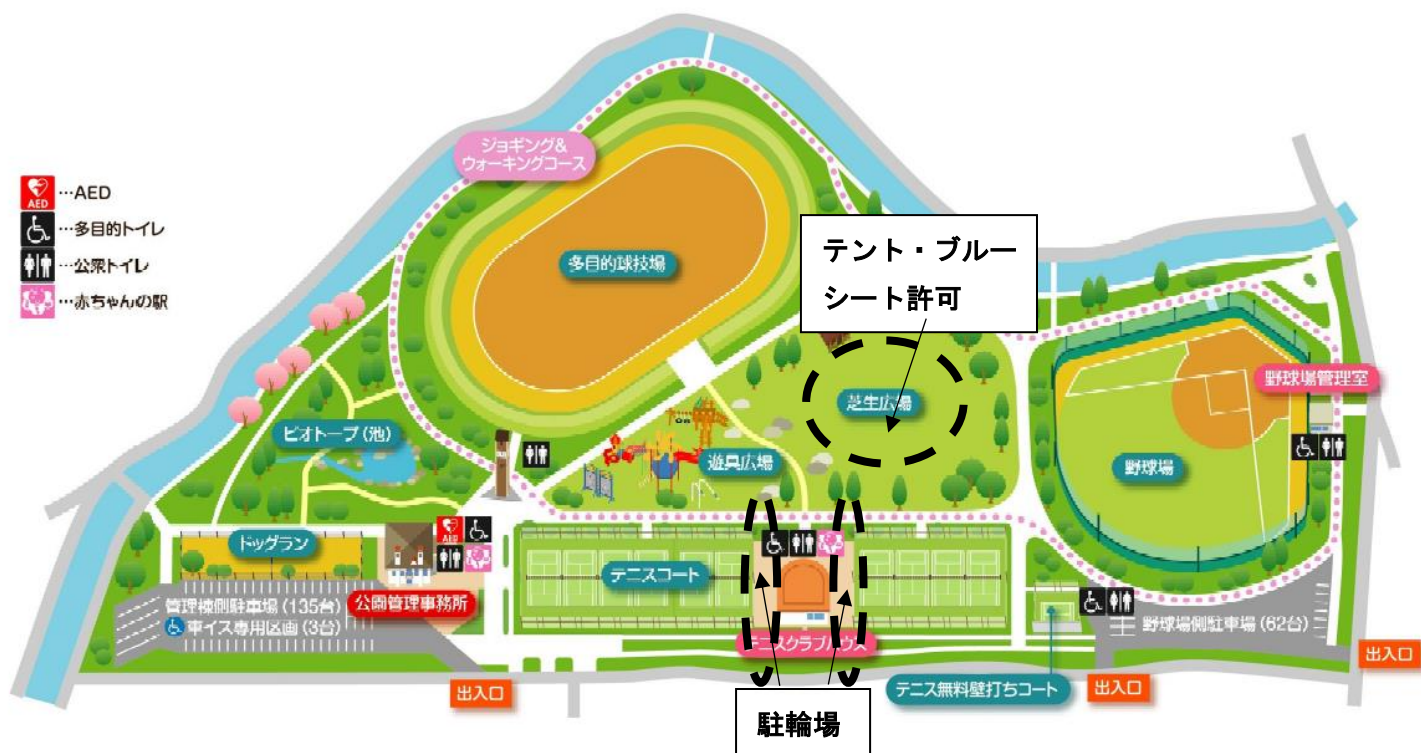 ジョギング&
ウォーキングコース
AED
…AED
…多目的トイレ
…公衆トイレ
…赤ちゃんの駅
多目的球技場
テント・ブルー
シート許可
芝生広場
野球場管理室
ビオトープ(池)
遊具広場
野球場
AED
ドッグラン
テニスコート
管理棟側駐車場(135台)
車イス専用区画(3台)
公園管理事務所
野球場側駐車場(62台)
テニスクラブハウス
出入口
出入口
テニス無料壁打ちコート
出入口
駐輪場